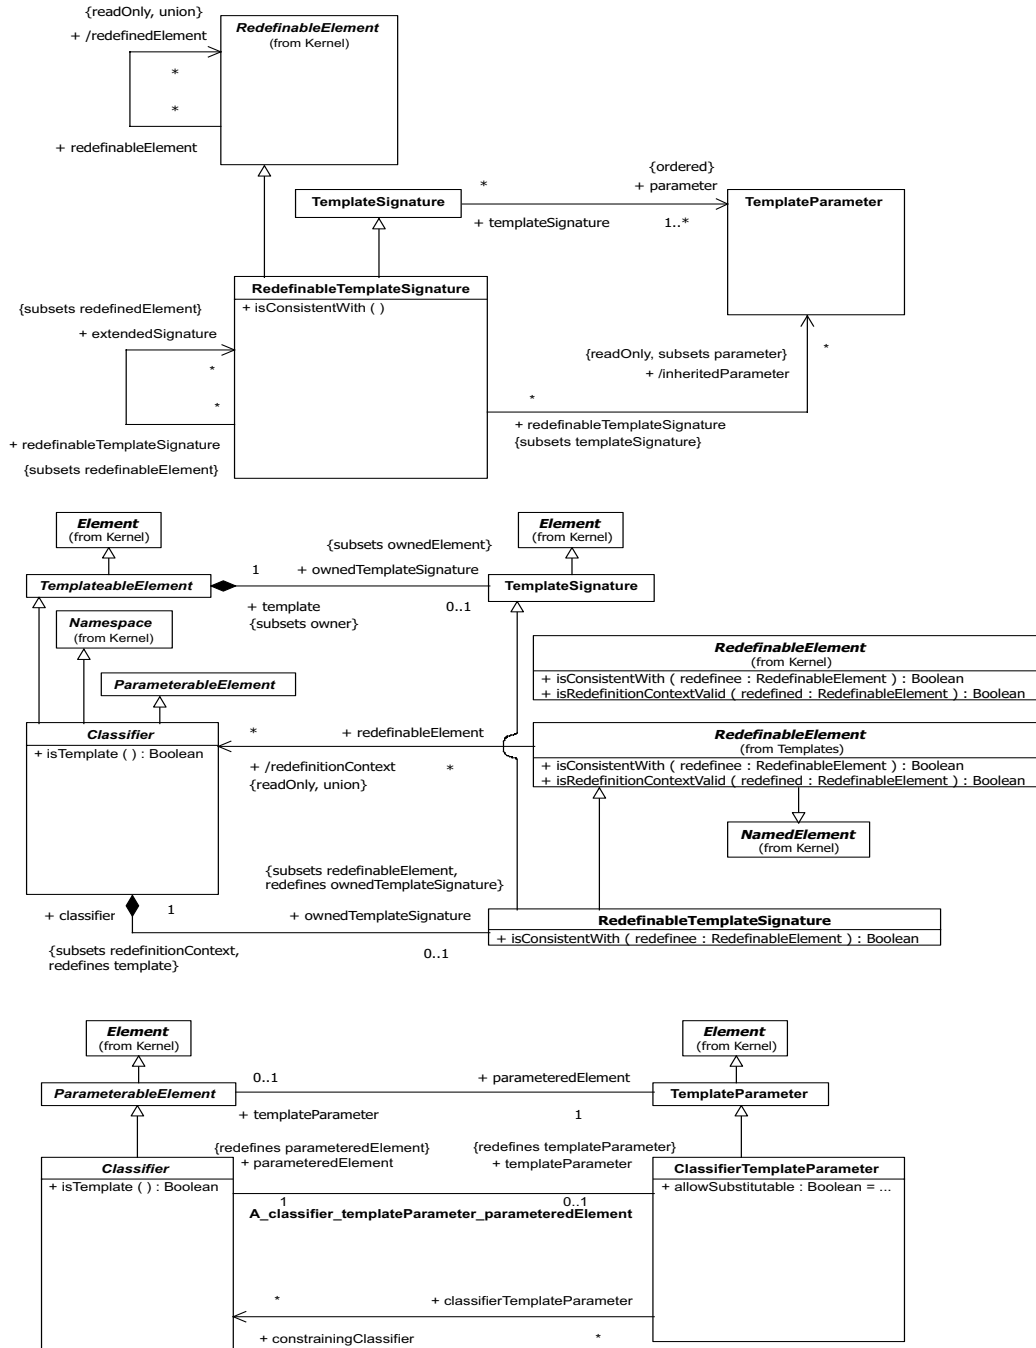 {readOnly, union}
+ /redefinedElement
*
*
+ redefinableElement
RedefinableElement
(from Kernel)
TemplateSignature
*
+ templateSignature
{ordered}
+ parameter
1..*
TemplateParameter
RedefinableTemplateSignature
+ isConsistentWith ( )
{subsets redefinedElement}
+ extendedSignature
*
*
+ redefinableTemplateSignature
{subsets redefinableElement}
{readOnly, subsets parameter}
+ /inheritedParameter
*
*
+ redefinableTemplateSignature
{subsets templateSignature}
Element
(from Kernel)
Element
(from Kernel)
{subsets ownedElement}
1
+ ownedTemplateSignature
TemplateableElement
TemplateSignature
+ template
{subsets owner}
0..1
Namespace
(from Kernel)
ParameterableElement
RedefinableElement
(from Kernel)
+ isConsistentWith ( redefinee : RedefinableElement ) : Boolean
+ isRedefinitionContextValid ( redefined : RedefinableElement ) : Boolean
Classifier
+ isTemplate ( ) : Boolean
*
+ redefinableElement
+ /redefinitionContext
{readOnly, union}
*
RedefinableElement
(from Templates)
+ isConsistentWith ( redefinee : RedefinableElement ) : Boolean
+ isRedefinitionContextValid ( redefined : RedefinableElement ) : Boolean
NamedElement
(from Kernel)
{subsets redefinableElement,
redefines ownedTemplateSignature}
+ classifier
1
+ ownedTemplateSignature
{subsets redefinitionContext,
redefines template}
0..1
RedefinableTemplateSignature
+ isConsistentWith ( redefinee : RedefinableElement ) : Boolean
Element
(from Kernel)
Element
(from Kernel)
ParameterableElement
0..1
+ parameteredElement
TemplateParameter
+ templateParameter
1
{redefines parameteredElement}
+ parameteredElement
{redefines templateParameter}
+ templateParameter
Classifier
+ isTemplate ( ) : Boolean
ClassifierTemplateParameter
+ allowSubstitutable : Boolean = ...
1
0..1
A_classifier_templateParameter_parameteredElement
*
+ classifierTemplateParameter
+ constrainingClassifier
*